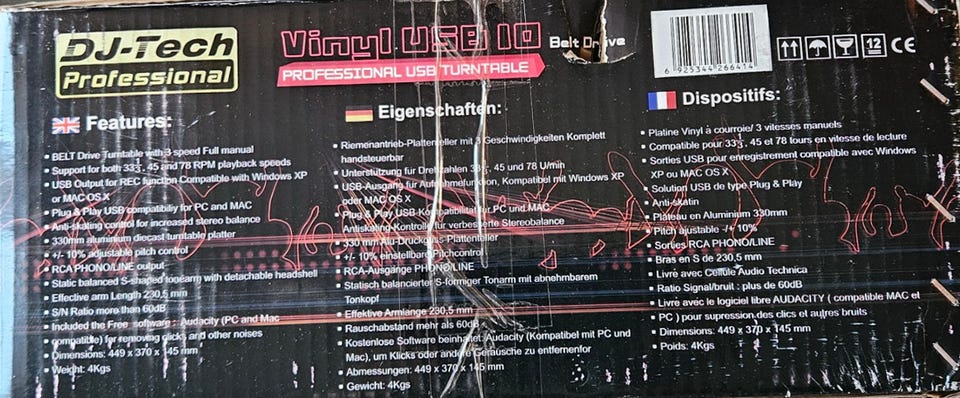 DJ-Tech
Professional
Vinyl USB 10 Belt Drive
PROFESSIONAL USB TURNTABLE
6 925344 266414
12 CE
Features:
• BELT Drive Turntable with 3 speed Full manual
• Support for both 33⅓, 45 and 78 RPM playback speeds
• USB Output for REC function Compatible with Windows XP
or MAC OS X
• Plug & Play USB compatibiliy for PC and MAC
• Anti-skating control for increased stereo balance
• 330mm aluminium diecast turntable platter
• +/- 10% adjustable pitch control
• RCA PHONO/LINE output
• Static balanced S-shaped tonearm with detachable headshell
• Effective arm Length 230,5 mm
• S/N Ratio more than 60dB
• Included the Free software : Audacity (PC and Mac
compatible) for removing clicks and other noises
• Dimensions: 449 x 370 x 145 mm
• Weight: 4Kgs
Eigenschaften:
• Riemenantrieb-Plattenteller mit 3 Geschwindigkeiten Komplett
handsteuerbar
• Unterstützung für Drehzahlen 33⅓, 45 und 78 U/min
• USB-Ausgang für Aufnahmefunktion, Kompatibel mit Windows XP
oder MAC OS X
• Plug & Play USB-Kompatibilität für PC und MAC
• Antiskating-Kontrolle für verbesserte Stereobalance
• 330 mm Alu-Druckguss-Plattenteller
• +/- 10% einstellbare Pitchcontrol
• RCA-Ausgänge PHONO/LINE
• Statisch balancierter S-förmiger Tonarm mit abnehmbarem
Tonkopf
• Effektive Armlänge 230,5 mm
• Rauschabstand mehr als 60dB
• Kostenlose Software beinhaltet: Audacity (Kompatibel mit PC und
Mac), um Klicks oder andere Geräusche zu entfernenfor
• Abmessungen: 449 x 370 x 145 mm
• Gewicht: 4Kgs
Dispositifs:
• Platine Vinyl à courroie/ 3 vitesses manuels
• Compatible pour 33⅓, 45 et 78 tours en vitesse de lecture
• Sorties USB pour enregistrement compatible avec Windows
XP ou MAC OS X
• Solution USB de type Plug & Play
• Anti-skatin
• Plateau en Aluminium 330mm
• Pitch ajustable -/+ 10%
• Sorties RCA PHONO/LINE
• Bras en S de 230,5 mm
• Livré avec Cellule Audio Technica
• Ratio Signal/bruit : plus de 60dB
• Livré avec le logiciel libre AUDACITY ( compatible MAC et
PC ) pour supression des clics et autres bruits
• Dimensions: 449 x 370 x 145 mm
• Poids: 4Kgs